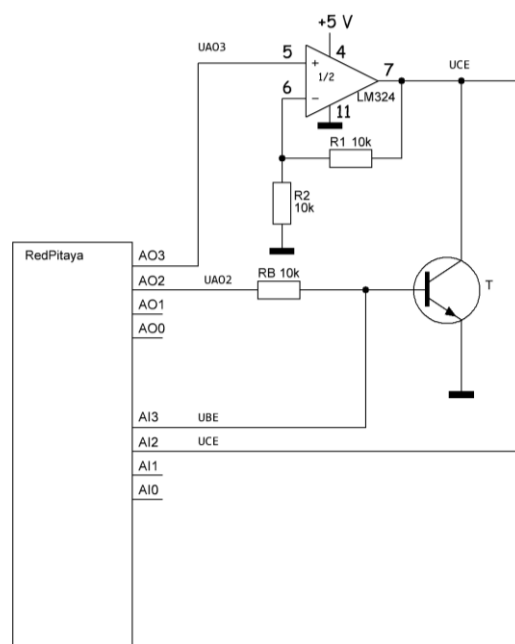 +5 V
UAO3
5
4
7
UCE
+
1/2
6
–
LM324
11
R1 10k
R2
10k
RedPitaya
AO3
AO2
UAO2
RB 10k
T
AO1
AO0
AI3
UBE
AI2
UCE
AI1
AI0